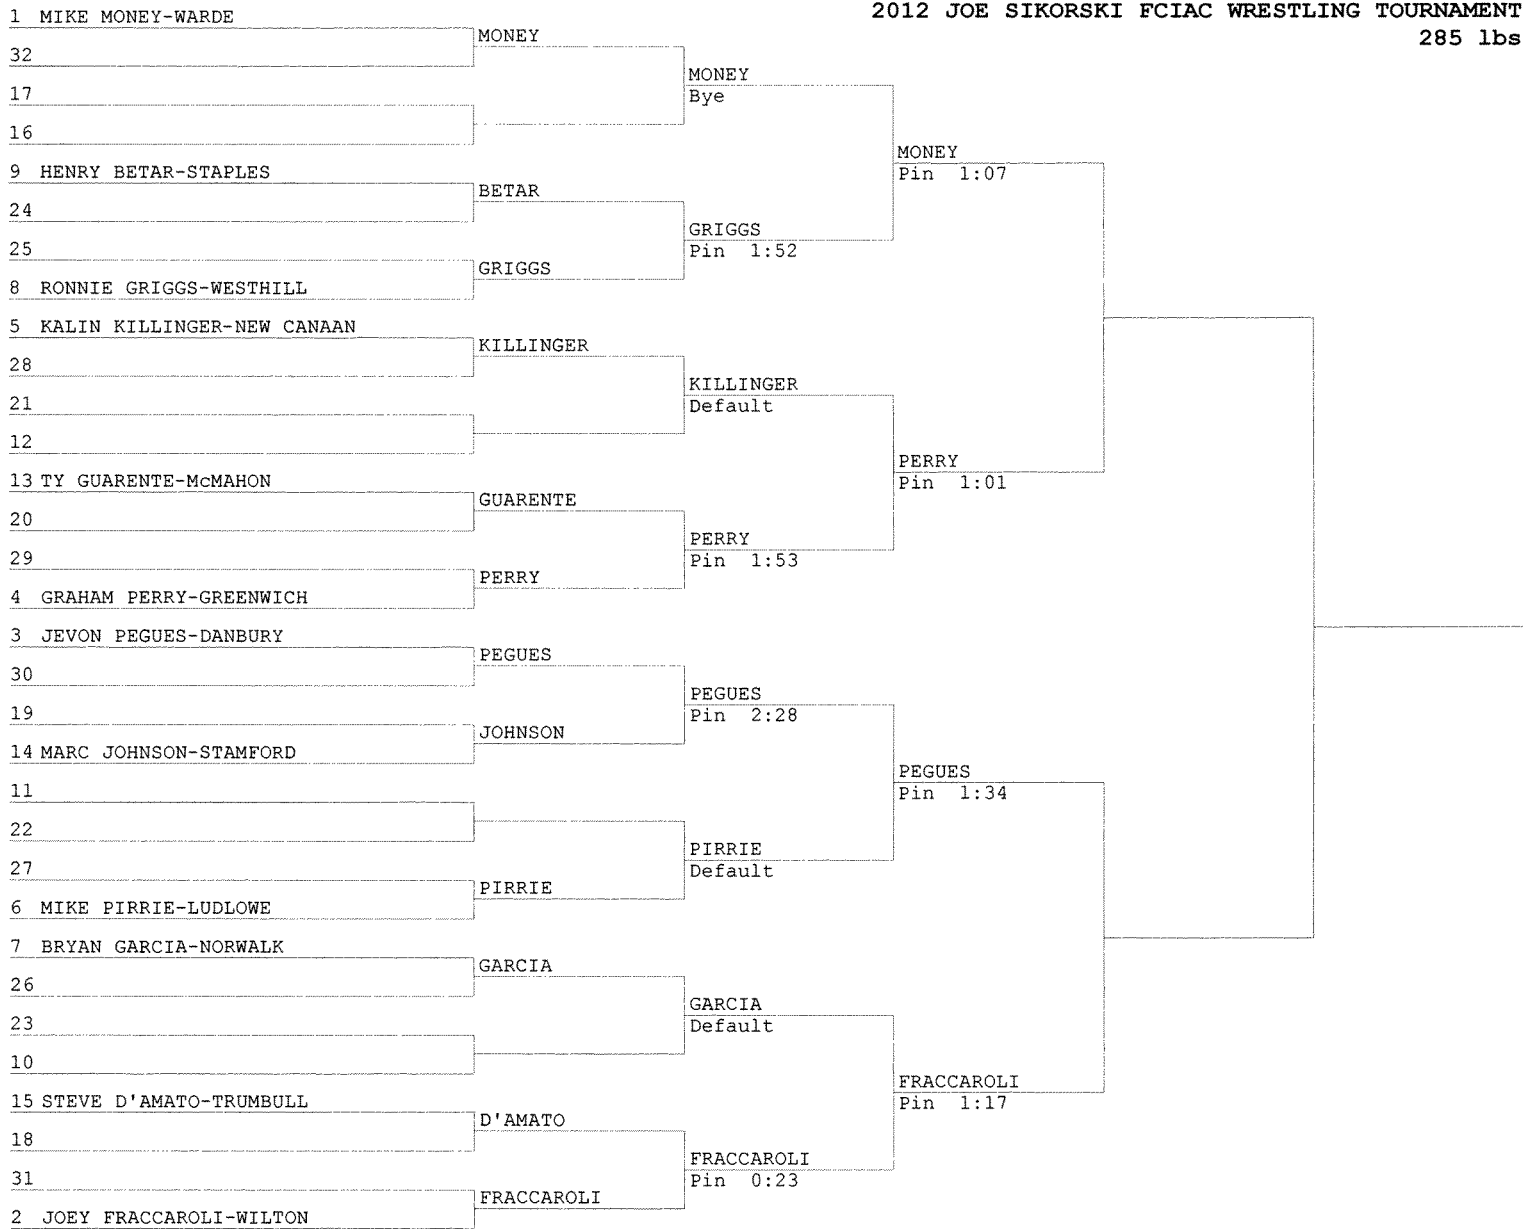 2012 JOE SIKORSKI FCIAC WRESTLING TOURNAMENT
285 lbs
1 MIKE MONEY-WARDE
32
17
16
9 HENRY BETAR-STAPLES
24
25
8 RONNIE GRIGGS-WESTHILL
5 KALIN KILLINGER-NEW CANAAN
28
21
12
13 TY GUARENTE-McMAHON
20
29
4 GRAHAM PERRY-GREENWICH
3 JEVON PEGUES-DANBURY
30
19
14 MARC JOHNSON-STAMFORD
11
22
27
6 MIKE PIRRIE-LUDLOWE
7 BRYAN GARCIA-NORWALK
26
23
10
15 STEVE D'AMATO-TRUMBULL
18
31
2 JOEY FRACCAROLI-WILTON
MONEY
BETAR
GRIGGS
KILLINGER
GUARENTE
PERRY
PEGUES
JOHNSON
PIRRIE
GARCIA
D'AMATO
FRACCAROLI
MONEY
Bye
GRIGGS
Pin 1:52
KILLINGER
Default
PERRY
Pin 1:53
PEGUES
Pin 2:28
PIRRIE
Default
GARCIA
Default
FRACCAROLI
Pin 0:23
MONEY
Pin 1:07
PERRY
Pin 1:01
PEGUES
Pin 1:34
FRACCAROLI
Pin 1:17